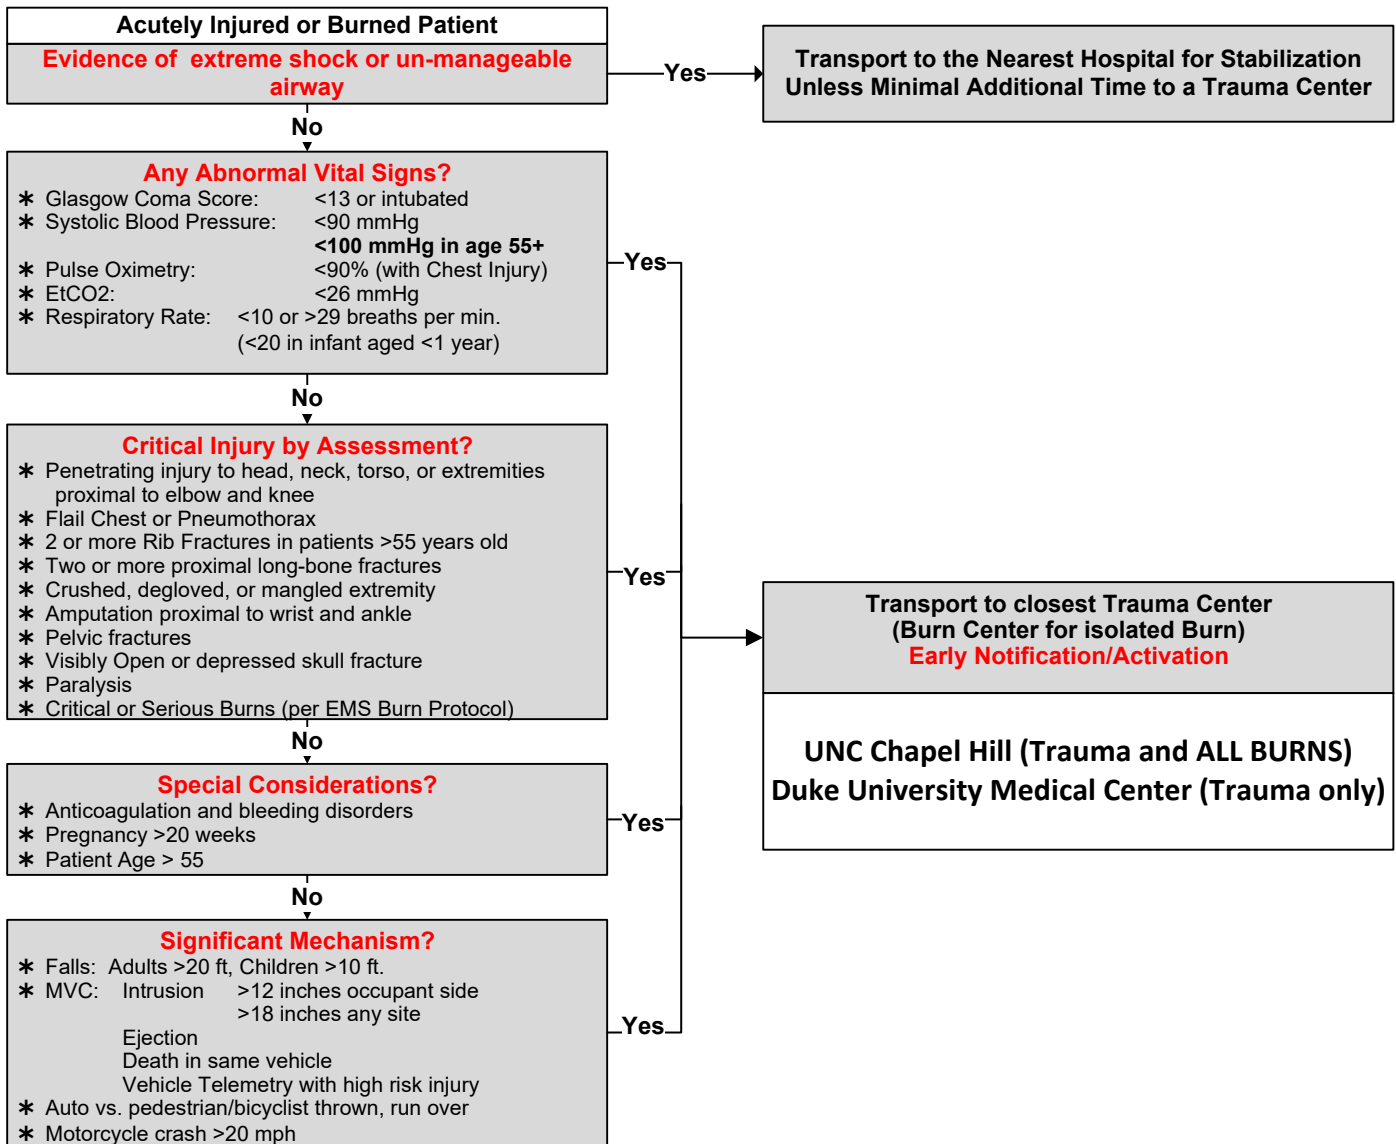 Acutely Injured or Burned Patient
Evidence of extreme shock or un-manageable
airway
Yes
Transport to the Nearest Hospital for Stabilization
Unless Minimal Additional Time to a Trauma Center
No
Any Abnormal Vital Signs?
* Glasgow Coma Score: <13 or intubated
* Systolic Blood Pressure: <90 mmHg
<100 mmHg in age 55+
* Pulse Oximetry: <90% (with Chest Injury)
* EtCO2: <26 mmHg
* Respiratory Rate: <10 or >29 breaths per min.
(<20 in infant aged <1 year)
Yes
No
Critical Injury by Assessment?
* Penetrating injury to head, neck, torso, or extremities
proximal to elbow and knee
* Flail Chest or Pneumothorax
* 2 or more Rib Fractures in patients >55 years old
* Two or more proximal long-bone fractures
* Crushed, degloved, or mangled extremity
* Amputation proximal to wrist and ankle
* Pelvic fractures
* Visibly Open or depressed skull fracture
* Paralysis
* Critical or Serious Burns (per EMS Burn Protocol)
Yes
Transport to closest Trauma Center
(Burn Center for isolated Burn)
Early Notification/Activation
UNC Chapel Hill (Trauma and ALL BURNS)
Duke University Medical Center (Trauma only)
No
Special Considerations?
* Anticoagulation and bleeding disorders
* Pregnancy >20 weeks
* Patient Age > 55
Yes
No
Significant Mechanism?
* Falls: Adults >20 ft, Children >10 ft.
* MVC: Intrusion >12 inches occupant side
>18 inches any site
Ejection
Death in same vehicle
Vehicle Telemetry with high risk injury
* Auto vs. pedestrian/bicyclist thrown, run over
* Motorcycle crash >20 mph
Yes